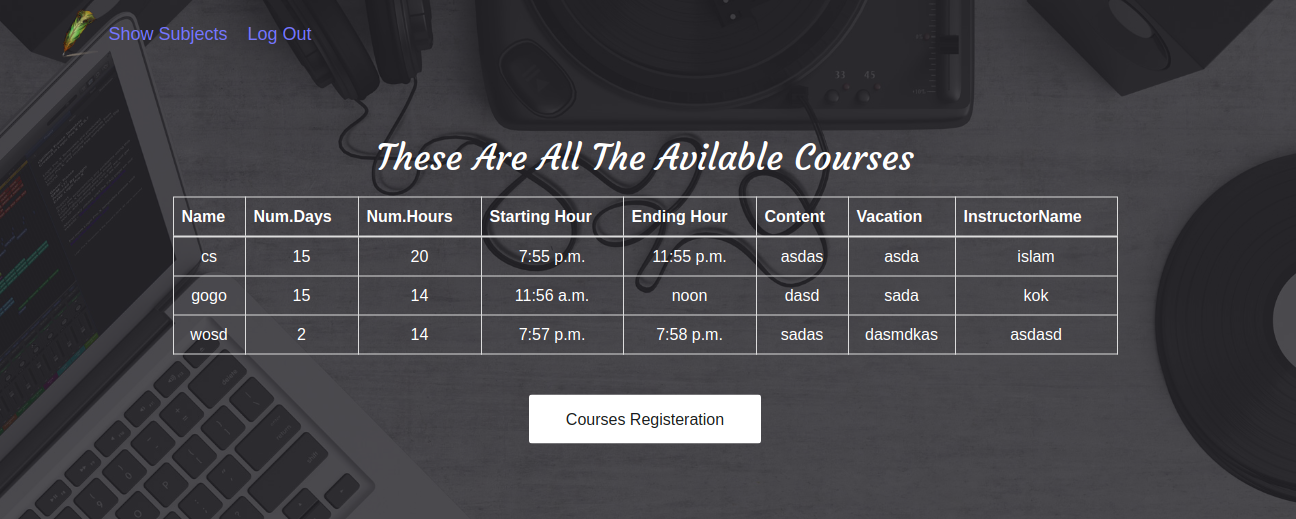 Show Subjects Log Out
These Are All The Avilable Courses
Name Num.Days Num.Hours Starting Hour Ending Hour Content Vacation InstructorName
cs 15 20 7:55 p.m. 11:55 p.m. asdas asda islam
gogo 15 14 11:56 a.m. noon dasd sada kok
wosd 2 14 7:57 p.m. 7:58 p.m. sadas dasmdkas asdasd
Courses Registeration
33 45